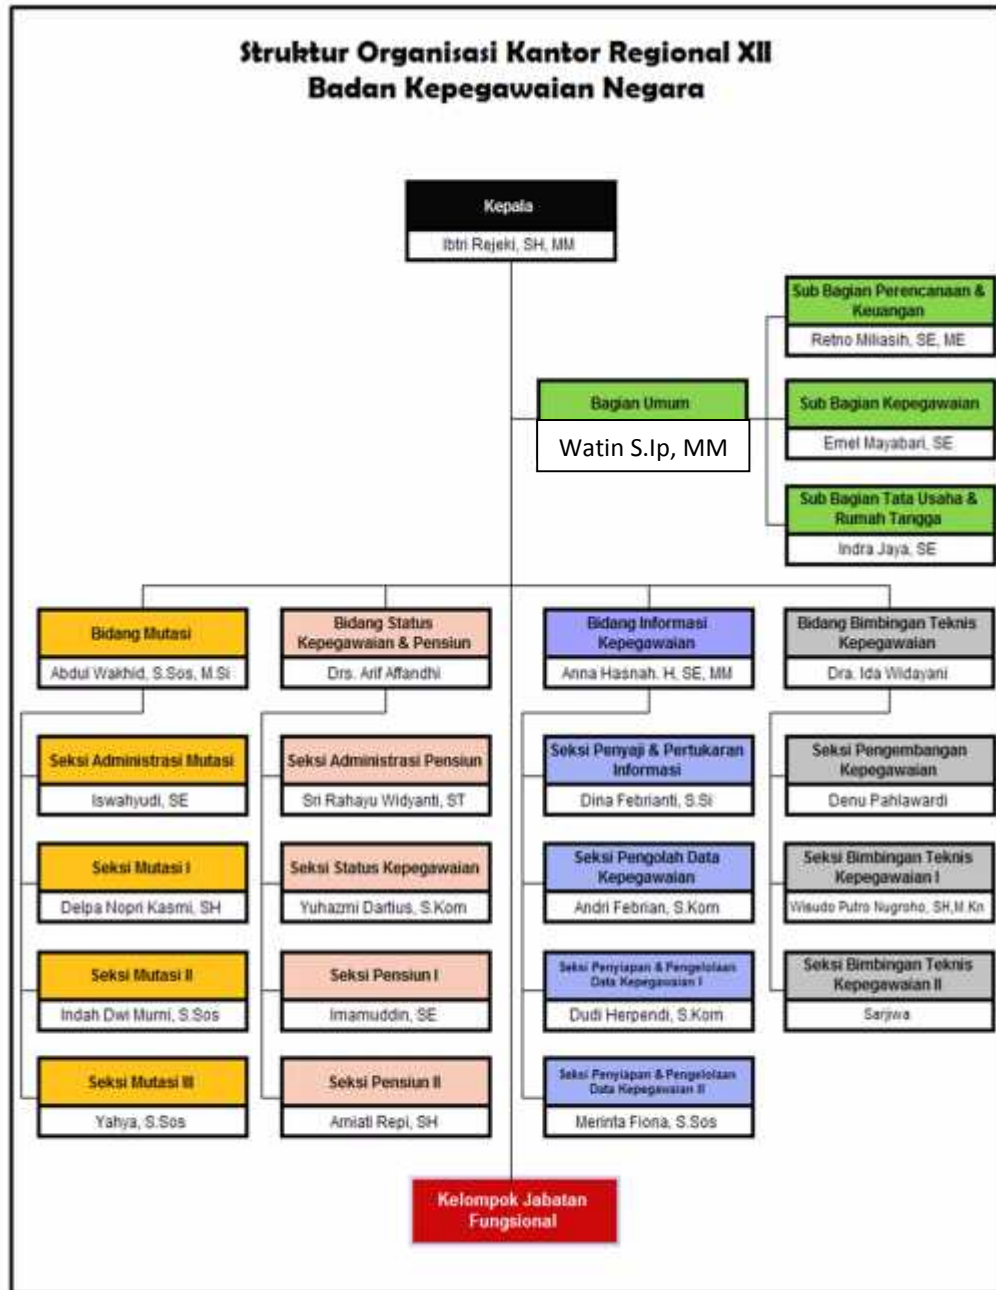 Struktur Organisasi Kantor Regional XII
Badan Kepegawaian Negara
Kepala
Ibtri Rejeki, SH, MM
Sub Bagian Perencanaan &
Keuangan
Retno Miliasih, SE, ME
Bagian Umum
Watin S.Ip, MM
Sub Bagian Kepegawaian
Emel Mayabari, SE
Sub Bagian Tata Usaha &
Rumah Tangga
Indra Jaya, SE
Bidang Mutasi
Abdul Wakhid, S.Sos, M.Si
Seksi Administrasi Mutasi
Iswahyudi, SE
Seksi Mutasi I
Delpa Nopri Kasmi, SH
Seksi Mutasi II
Indah Dwi Murni, S.Sos
Seksi Mutasi III
Yahya, S.Sos
Bidang Status
Kepegawaian & Pensiun
Drs. Arif Affandhi
Seksi Administrasi Pensiun
Sri Rahayu Widyanti, ST
Seksi Status Kepegawaian
Yuhazmi Dartius, S.Kom
Seksi Pensiun I
Imamuddin, SE
Seksi Pensiun II
Arniati Repi, SH
Bidang Informasi
Kepegawaian
Anna Hasnah. H, SE, MM
Seksi Penyaji & Pertukaran
Informasi
Dina Febrianti, S.Si
Seksi Pengolah Data
Kepegawaian
Andri Febrian, S.Kom
Seksi Penyiapan & Pengelolaan
Data Kepegawaian I
Dudi Herpendi, S.Kom
Seksi Penyiapan & Pengelolaan
Data Kepegawaian II
Merinta Fiona, S.Sos
Bidang Bimbingan Teknis
Kepegawaian
Dra. Ida Widayani
Seksi Pengembangan
Kepegawaian
Denu Pahlawardi
Seksi Bimbingan Teknis
Kepegawaian I
Wisudo Putro Nugroho, SH,M.Kn
Seksi Bimbingan Teknis
Kepegawaian II
Sarjiwa
Kelompok Jabatan
Fungsional